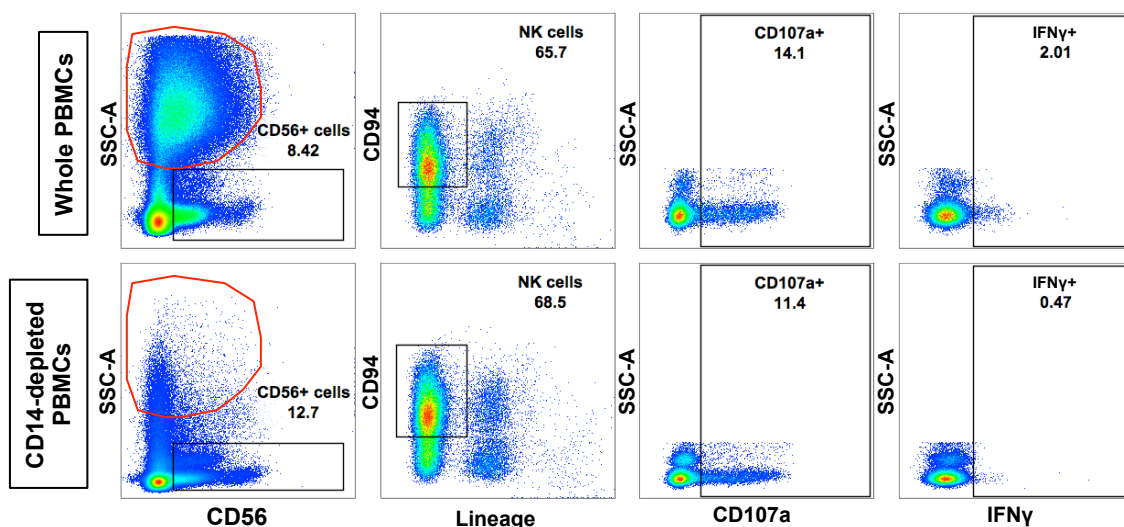 Whole PBMCs
SSC-A
CD56+ cells
8.42
CD94
NK cells
65.7
SSC-A
CD107a+
14.1
SSC-A
IFNγ+
2.01
CD14-depleted
PBMCs
SSC-A
CD56+ cells
12.7
CD94
NK cells
68.5
SSC-A
CD107a+
11.4
SSC-A
IFNγ+
0.47
CD56
Lineage
CD107a
IFNγ